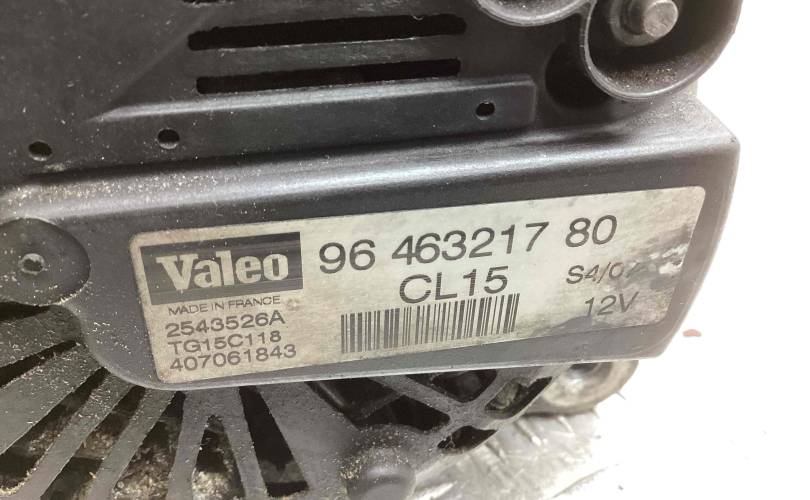 Valeo
96 463217 80
CL15
12V
MADE IN FRANCE
2543526A
TG15C118
407061843